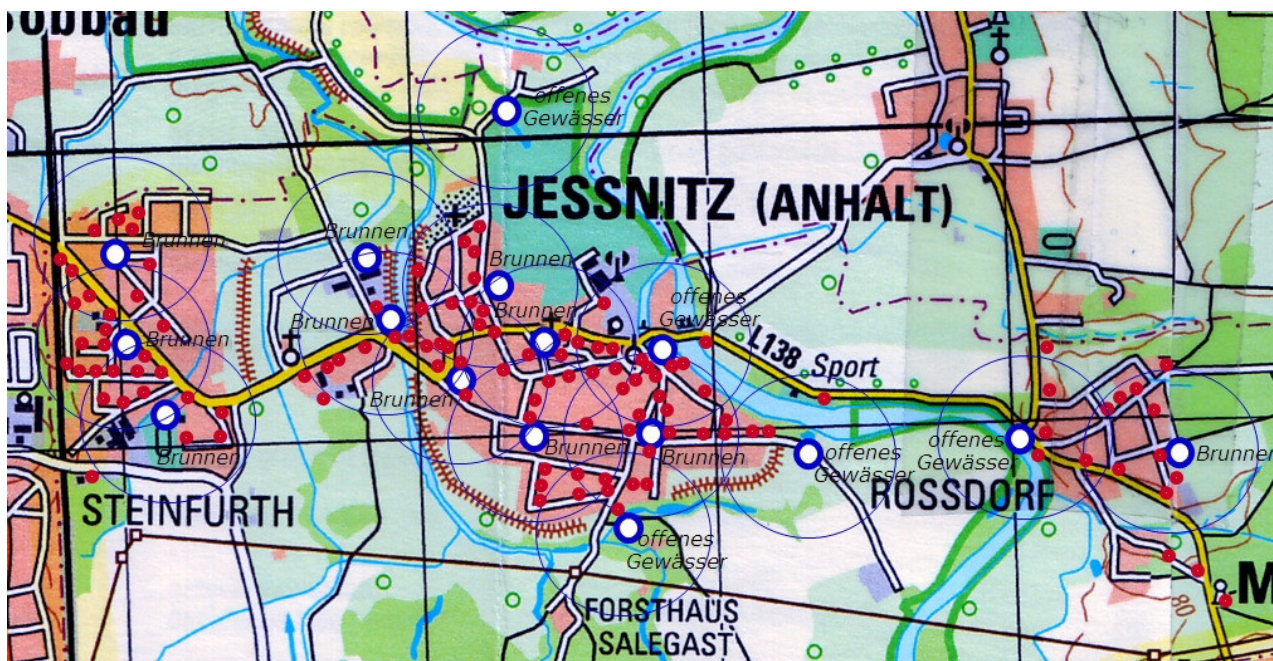 offenes
Gewässer
JESSNITZ (ANHALT)
Brunnen
Brunnen
Brunnen
Brunnen
offenes
Gewässer
Brunnen
Brunnen
L138 Sport
Brunnen
offenes
Gewässer
Brunnen
Brunnen
Brunnen
offenes
Gewässer
Brunnen
STEINFURTH
ROSSDORF
offenes
Gewässer
80
M
FORSTHAUS
SALEGAST